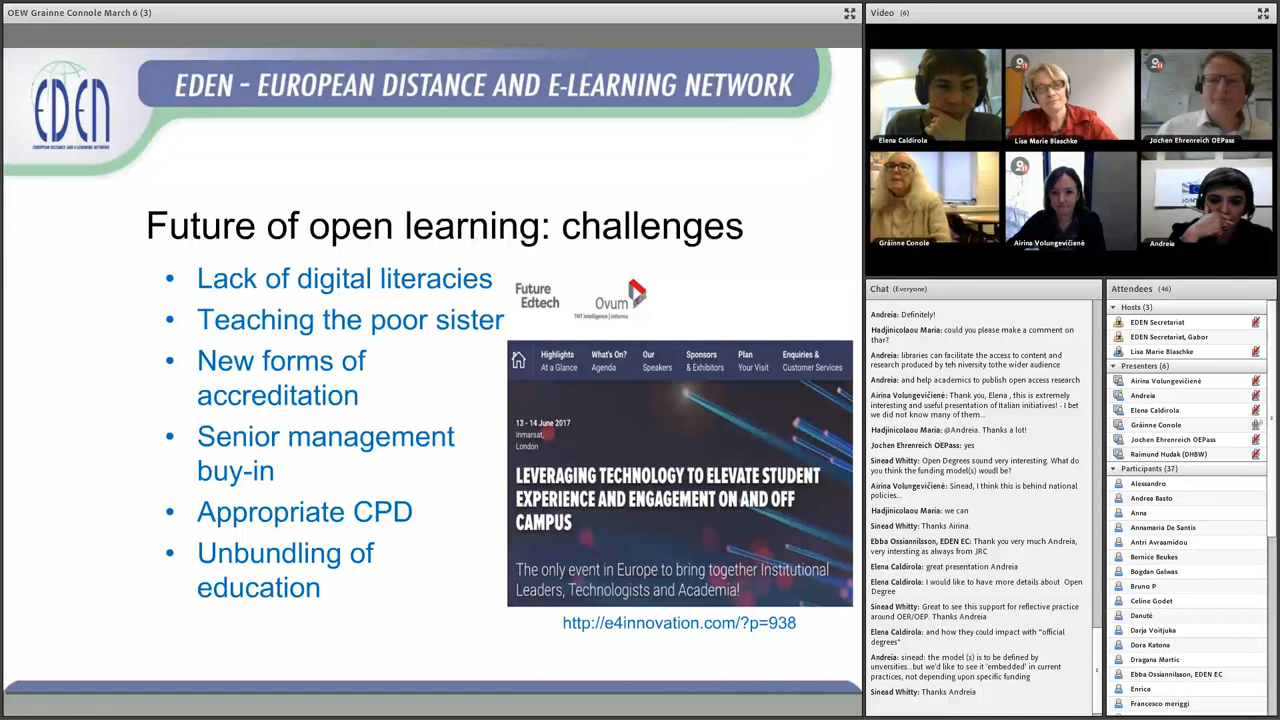 OEW Grainne Connole March 6 (3)
EDEN
EUROPEAN DISTANCE AND E-LEARNING NETWORK
EDEN – EUROPEAN DISTANCE AND E-LEARNING NETWORK
Future of open learning: challenges
• Lack of digital literacies
• Teaching the poor sister
• New forms of
accreditation
• Senior management
buy-in
• Appropriate CPD
• Unbundling of
education
Future
Edtech
Ovum
TMT intelligence | informa
Highlights
At a Glance
What's On?
Agenda
Our
Speakers
Sponsors
& Exhibitors
Plan
Your Visit
Enquiries &
Customer Services
13 - 14 June 2017
Inmarsat,
London
LEVERAGING TECHNOLOGY TO ELEVATE STUDENT
EXPERIENCE AND ENGAGEMENT ON AND OFF
CAMPUS
The only event in Europe to bring together Institutional
Leaders, Technologists and Academia!
http://e4innovation.com/?p=938
Video (6)
Elena Caldirola
Lisa Marie Blaschke
Jochen Ehrenreich OEPass
Gráinne Conole
Airina Volungevičienė
Andreia
Chat (Everyone)
Andreia: Definitely!
Hadjinicolaou Maria: could you please make a comment on
thar?
Andreia: libraries can facilitate the access to content and
research produced by teh niversity tothe wider audience
Andreia: and help academics to publish open access research
Airina Volungevičienė: Thank you, Elena , this is extremely
interesting and useful presentation of Italian initiatives! - I bet
we did not know many of them...
Hadjinicolaou Maria: @Andreia. Thanks a lot!
Jochen Ehrenreich OEPass: yes
Sinead Whitty: Open Degrees sound very interesting. What do
you think the funding model(s) woudl be?
Airina Volungevičienė: Sinead, I think this is behind national
policies...
Hadjinicolaou Maria: we can
Sinead Whitty: Thanks Airina.
Ebba Ossiannilsson, EDEN EC: Thank you very much Andreia,
very intersting as always from JRC
Elena Caldirola: great presentation Andreia
Elena Caldirola: I would like to have more details about Open
Degree
Sinead Whitty: Great to see this support for reflective practice
around OER/OEP. Thanks Andreia
Elena Caldirola: and how they could impact with "official
degrees"
Andreia: sinead: the model (s) is to be defined by
unversities...but we'd like to see it 'embedded' in current
practices, not depending upon specific funding
Sinead Whitty: Thanks Andreia
Attendees (46)
Hosts (3)
EDEN Secretariat
EDEN Secretariat, Gabor
Lisa Marie Blaschke
Presenters (6)
Airina Volungevičienė
Andreia
Elena Caldirola
Gráinne Conole
Jochen Ehrenreich OEPass
Raimund Hudak (DHBW)
Participants (37)
Alessandro
Andrea Basto
Anna
Annamaria De Santis
Antri Avraamidou
Bernice Beukes
Bogdan Galwas
Bruno P
Celine Godet
Danutė
Darja Voitjuka
Dora Katona
Dragana Martic
Ebba Ossiannilsson, EDEN EC
Enrica
Francesco meriggi